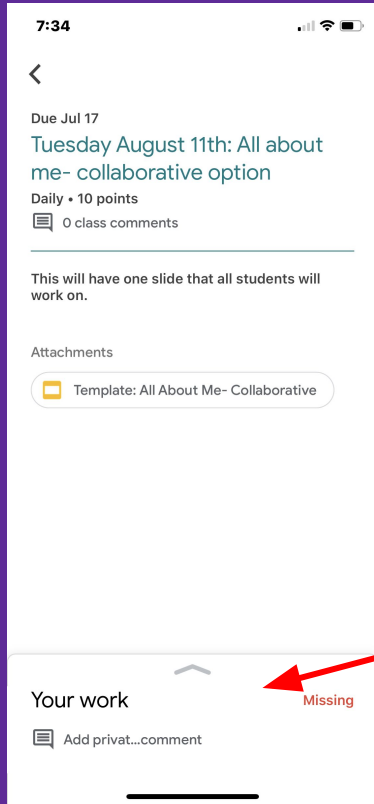 7:34
Due Jul 17
Tuesday August 11th: All about
me- collaborative option
Daily • 10 points
0 class comments
This will have one slide that all students will
work on.
Attachments
Template: All About Me- Collaborative
Your work
Missing
Add privat...comment